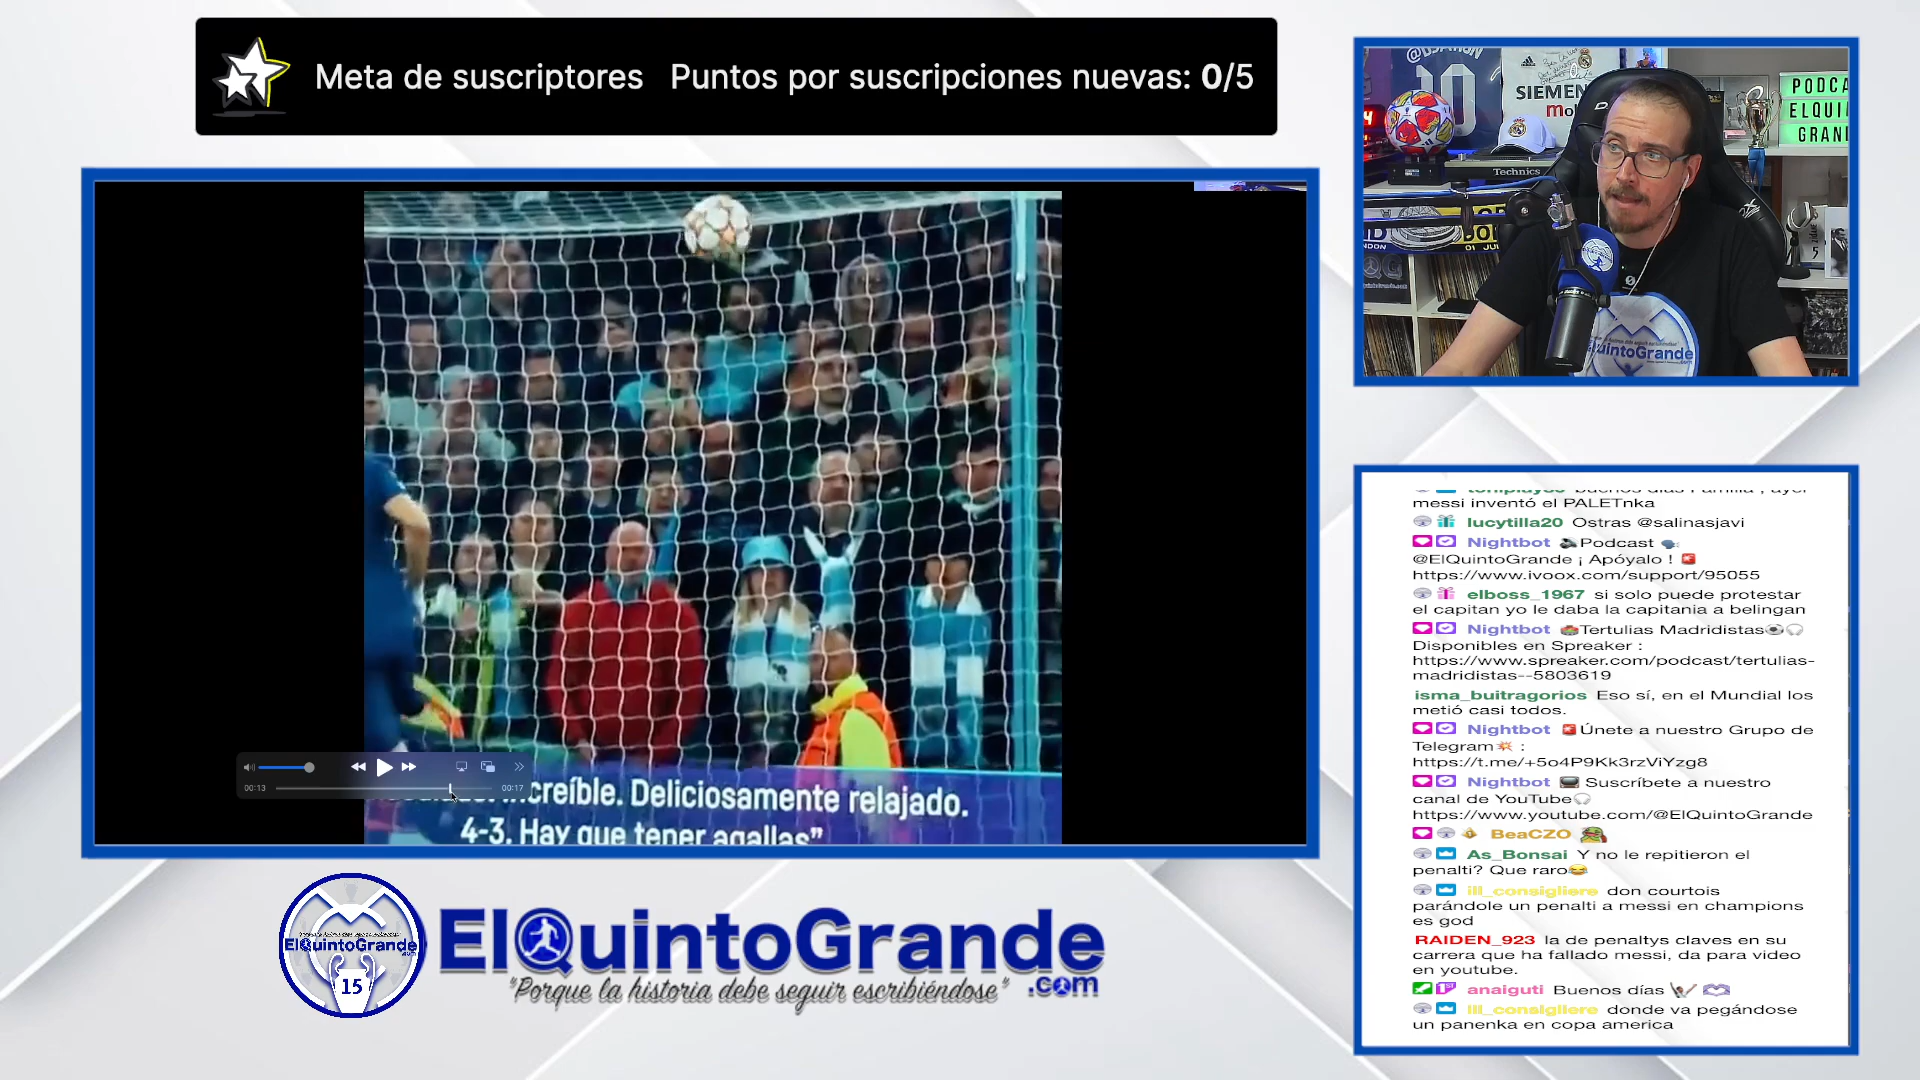 Meta de suscriptores Puntos por suscripciones nuevas: 0/5
10
SIEMEN
Technics
PODCA
ELQUI
GRAND
uintoGrande
creíble. Deliciosamente relajado.
4-3. Hay que tener agallas"
00:13
00:17
messi inventó el PALETnka
lucytilla20 Ostras @salinasjavi
Nightbot 🔊Podcast 🗣️
@ElQuintoGrande ¡ Apóyalo ! 🚨
https://www.ivoox.com/support/95055
elboss_1967 si solo puede protestar
el capitan yo le daba la capitania a belingan
Nightbot 🏟️Tertulias Madridistas⚽🎧
Disponibles en Spreaker :
https://www.spreaker.com/podcast/tertulias-
madridistas--5803619
isma_buitragorios Eso sí, en el Mundial los
metió casi todos.
Nightbot 🚨Únete a nuestro Grupo de
Telegram💥 :
https://t.me/+5o4P9Kk3rzViYzg8
Nightbot 📺 Suscríbete a nuestro
canal de YouTube🎧
https://www.youtube.com/@ElQuintoGrande
BeaCZO
As_Bonsai Y no le repitieron el
penalti? Que raro😂
ill_consigliere don courtois
parándole un penalti a messi en champions
es god
RAIDEN_923 la de penaltys claves en su
carrera que ha fallado messi, da para video
en youtube.
anaiguti Buenos días
ill_consigliere donde va pegándose
un panenka en copa america
ElQuintoGrande
15
ElQuintoGrande
"Porque la historia debe seguir escribiéndose" .com